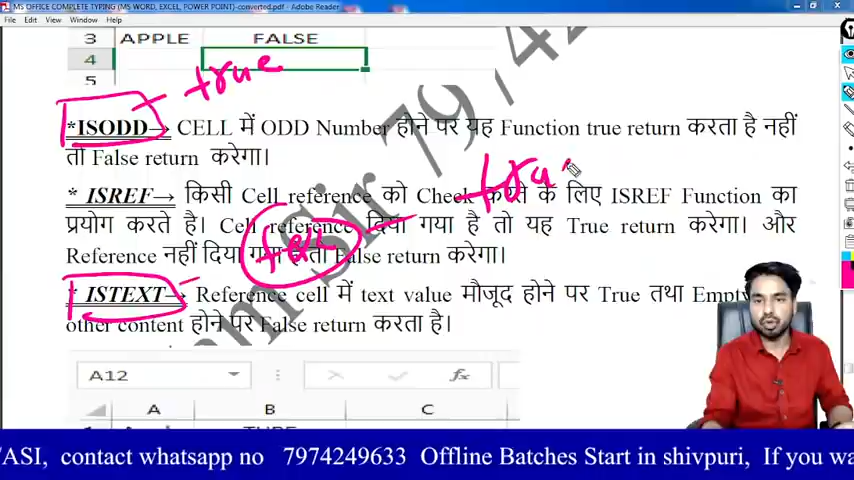 MS OFFICE COMPLETE TYPING (MS WORD, EXCEL, POWER POINT)-converted.pdf - Adobe Reader
File Edit View Window Help
3 APPLE FALSE
4
5
true
*ISODD→ CELL में ODD Number होने पर यह Function true return करता है नहीं
तो False return करेगा।
* ISREF→ किसी Cell reference को Check करने के लिए ISREF Function का
प्रयोग करते है। Cell reference दिया गया है तो यह True return करेगा। और
Reference नहीं दिया गया False return करेगा।
* ISTEXT→ Reference cell में text value मौजूद होने पर True तथा Empty
other content होने पर False return करता है।
Sir 79
A12 fx
A B C
/ASI, contact whatsapp no 7974249633 Offline Batches Start in shivpuri, If you wa